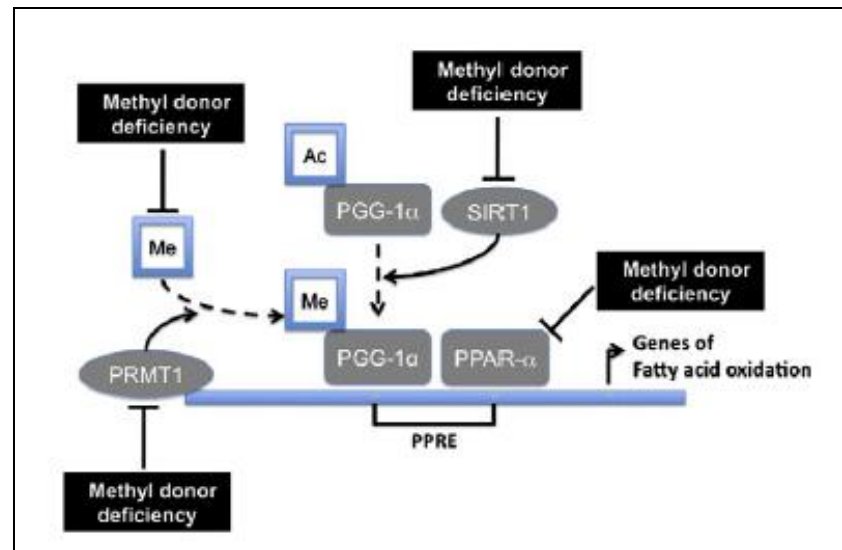 Methyl donor
deficiency
Methyl donor
deficiency
Ac
PGG-1α
SIRT1
Me
Methyl donor
deficiency
Me
PGG-1α
PPAR-α
Genes of
Fatty acid oxidation
PRMT1
PPRE
Methyl donor
deficiency